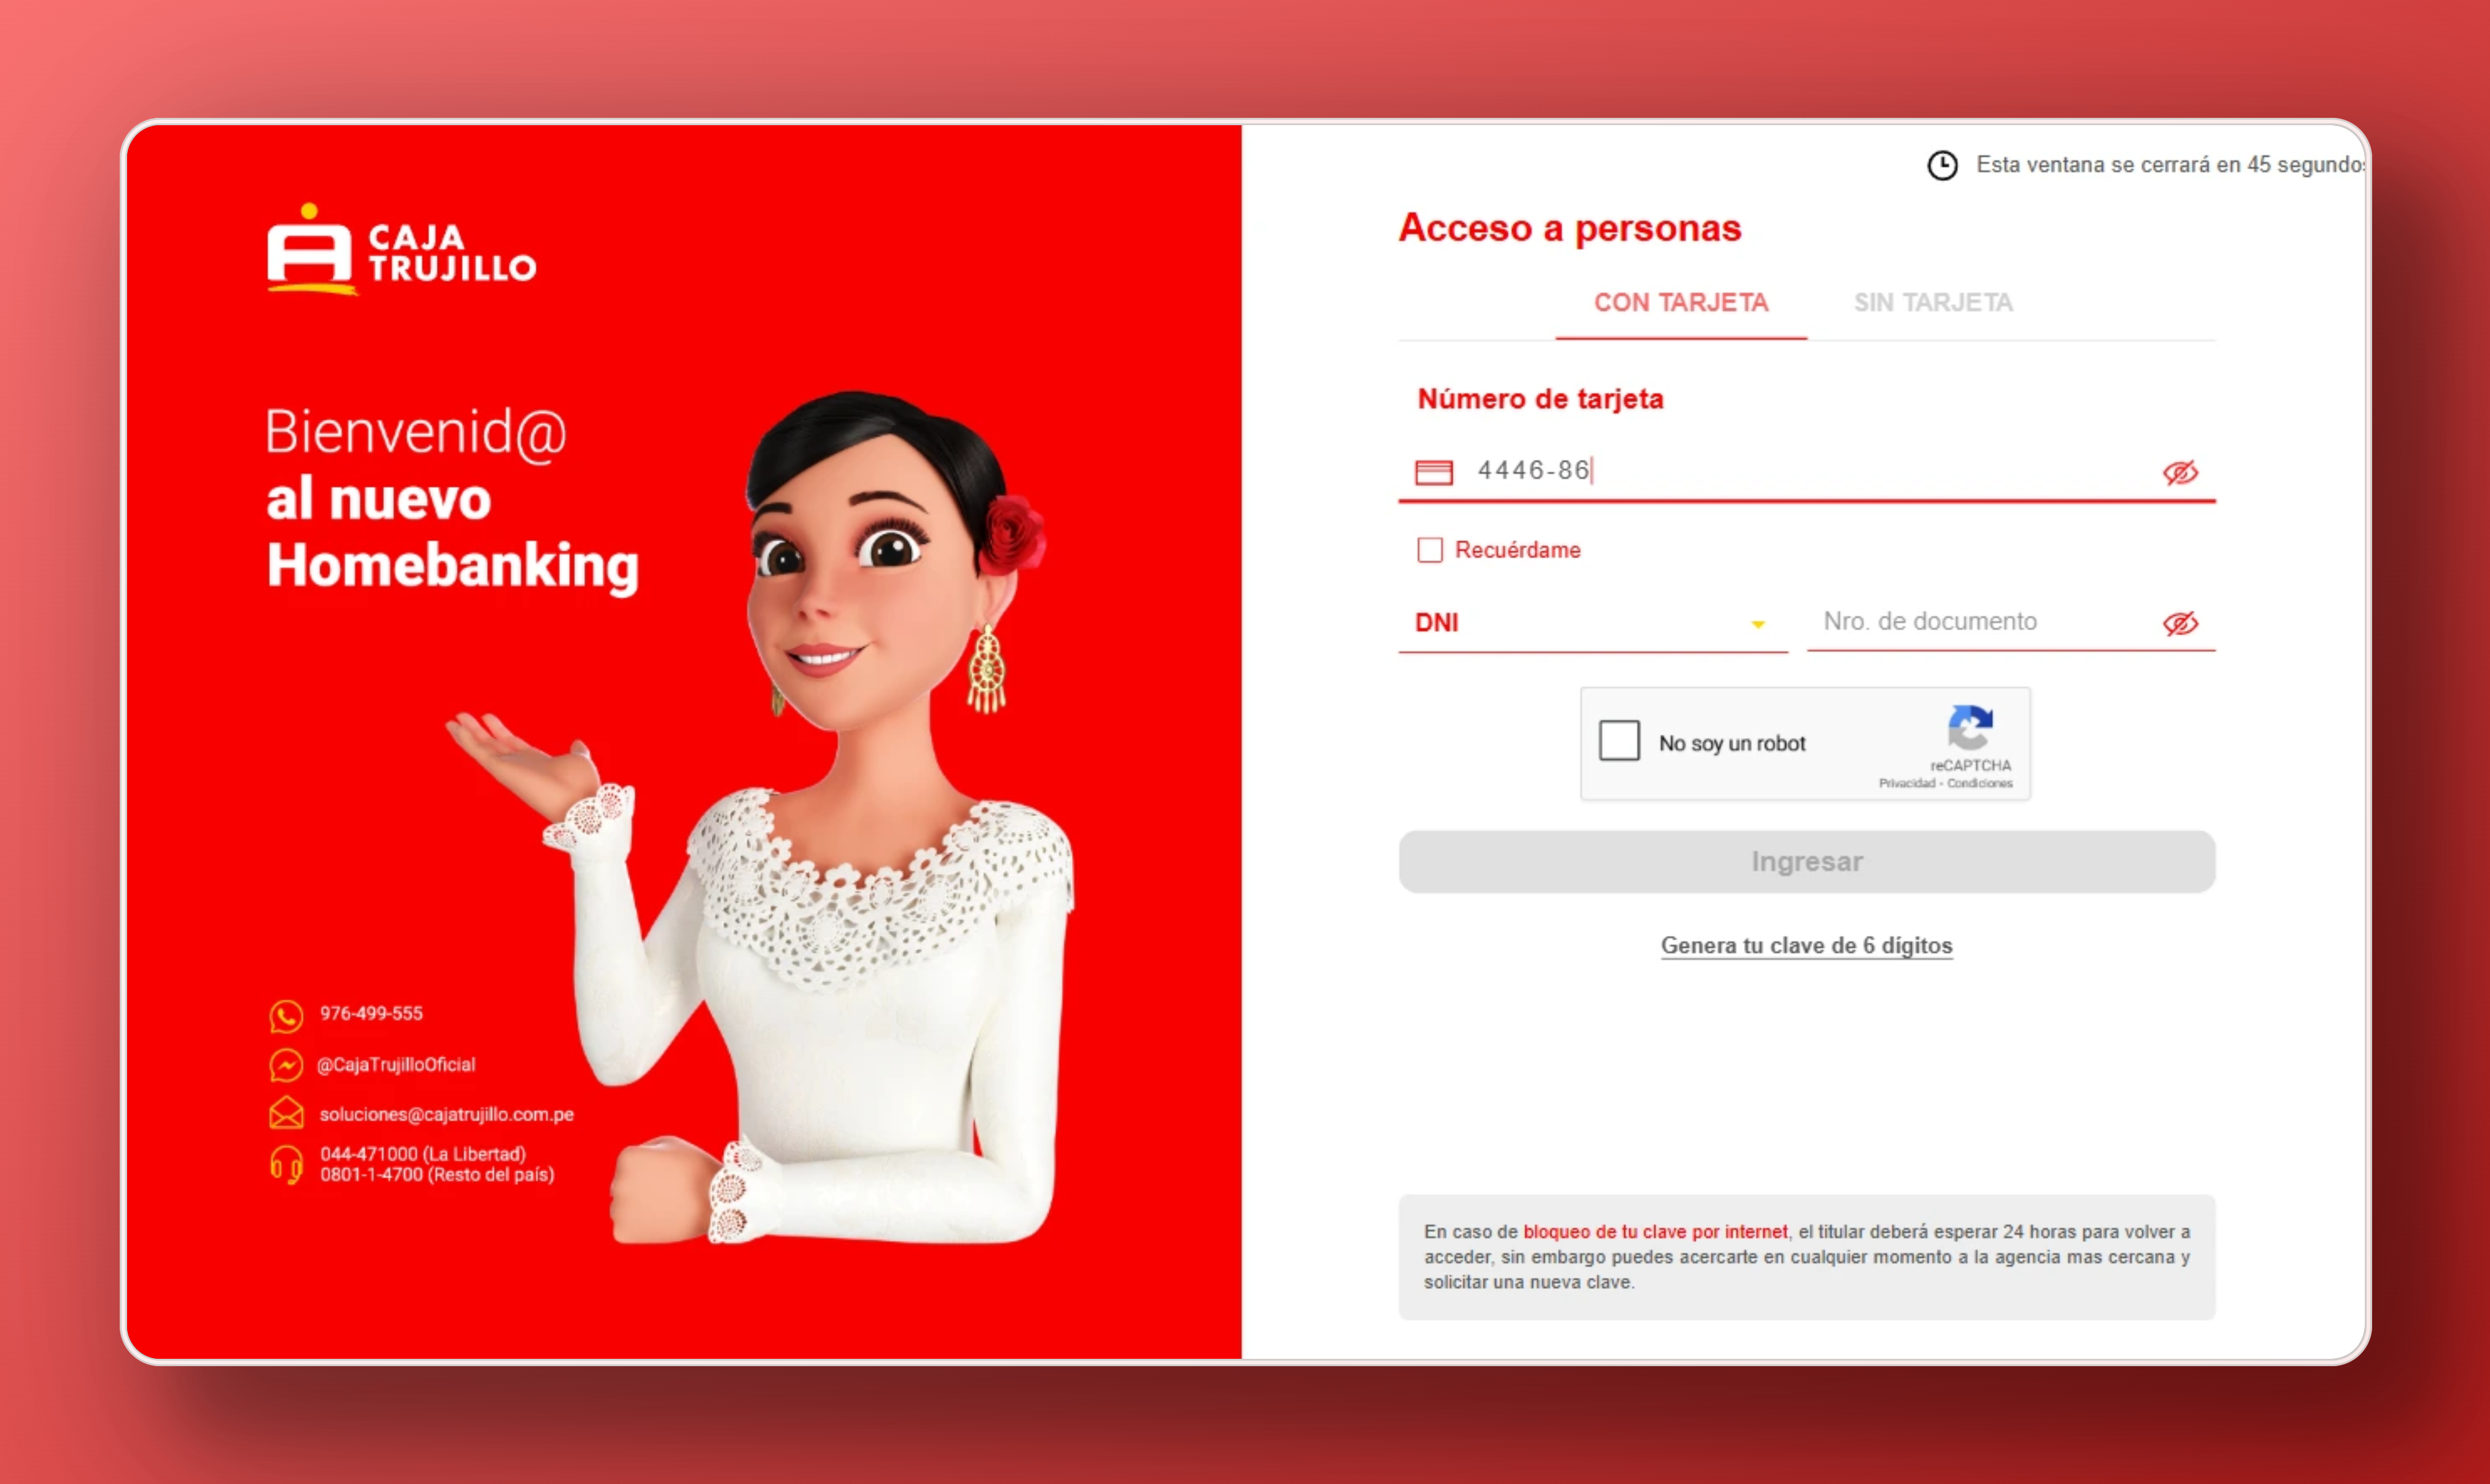 CAJA
TRUJILLO
Bienvenid@
al nuevo
Homebanking
976-499-555
@CajaTrujilloOficial
soluciones@cajatrujillo.com.pe
044-471000 (La Libertad)
0801-1-4700 (Resto del país)
Esta ventana se cerrará en 45 segundos
Acceso a personas
CON TARJETA SIN TARJETA
Número de tarjeta
4446-86
Recuérdame
DNI Nro. de documento
No soy un robot
reCAPTCHA
Privacidad - Condiciones
Ingresar
Genera tu clave de 6 dígitos
En caso de bloqueo de tu clave por internet, el titular deberá esperar 24 horas para volver a
acceder, sin embargo puedes acercarte en cualquier momento a la agencia mas cercana y
solicitar una nueva clave.